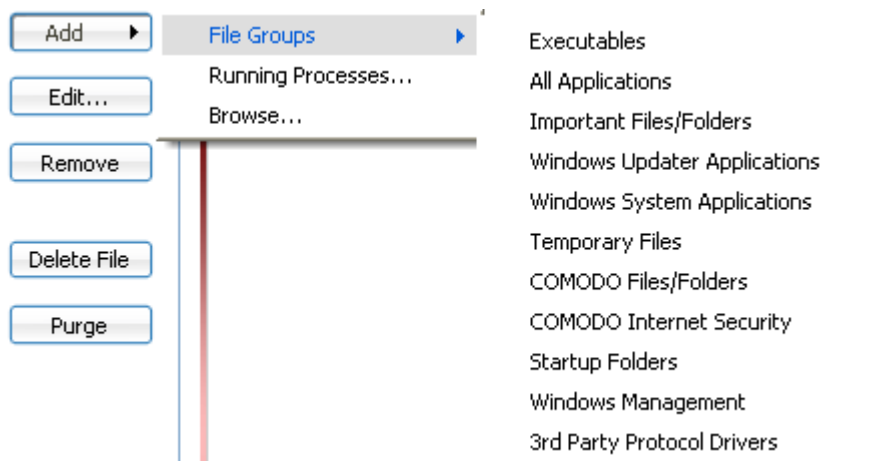 Add
Edit...
Remove
Delete File
Purge
File Groups
Running Processes...
Browse...
Executables
All Applications
Important Files/Folders
Windows Updater Applications
Windows System Applications
Temporary Files
COMODO Files/Folders
COMODO Internet Security
Startup Folders
Windows Management
3rd Party Protocol Drivers